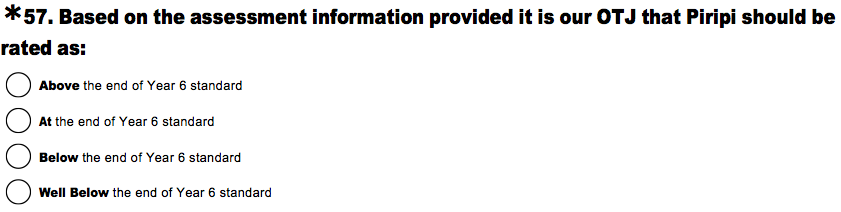 *57. Based on the assessment information provided it is our OTJ that Piripi should be
rated as:
Above the end of Year 6 standard
At the end of Year 6 standard
Below the end of Year 6 standard
Well Below the end of Year 6 standard